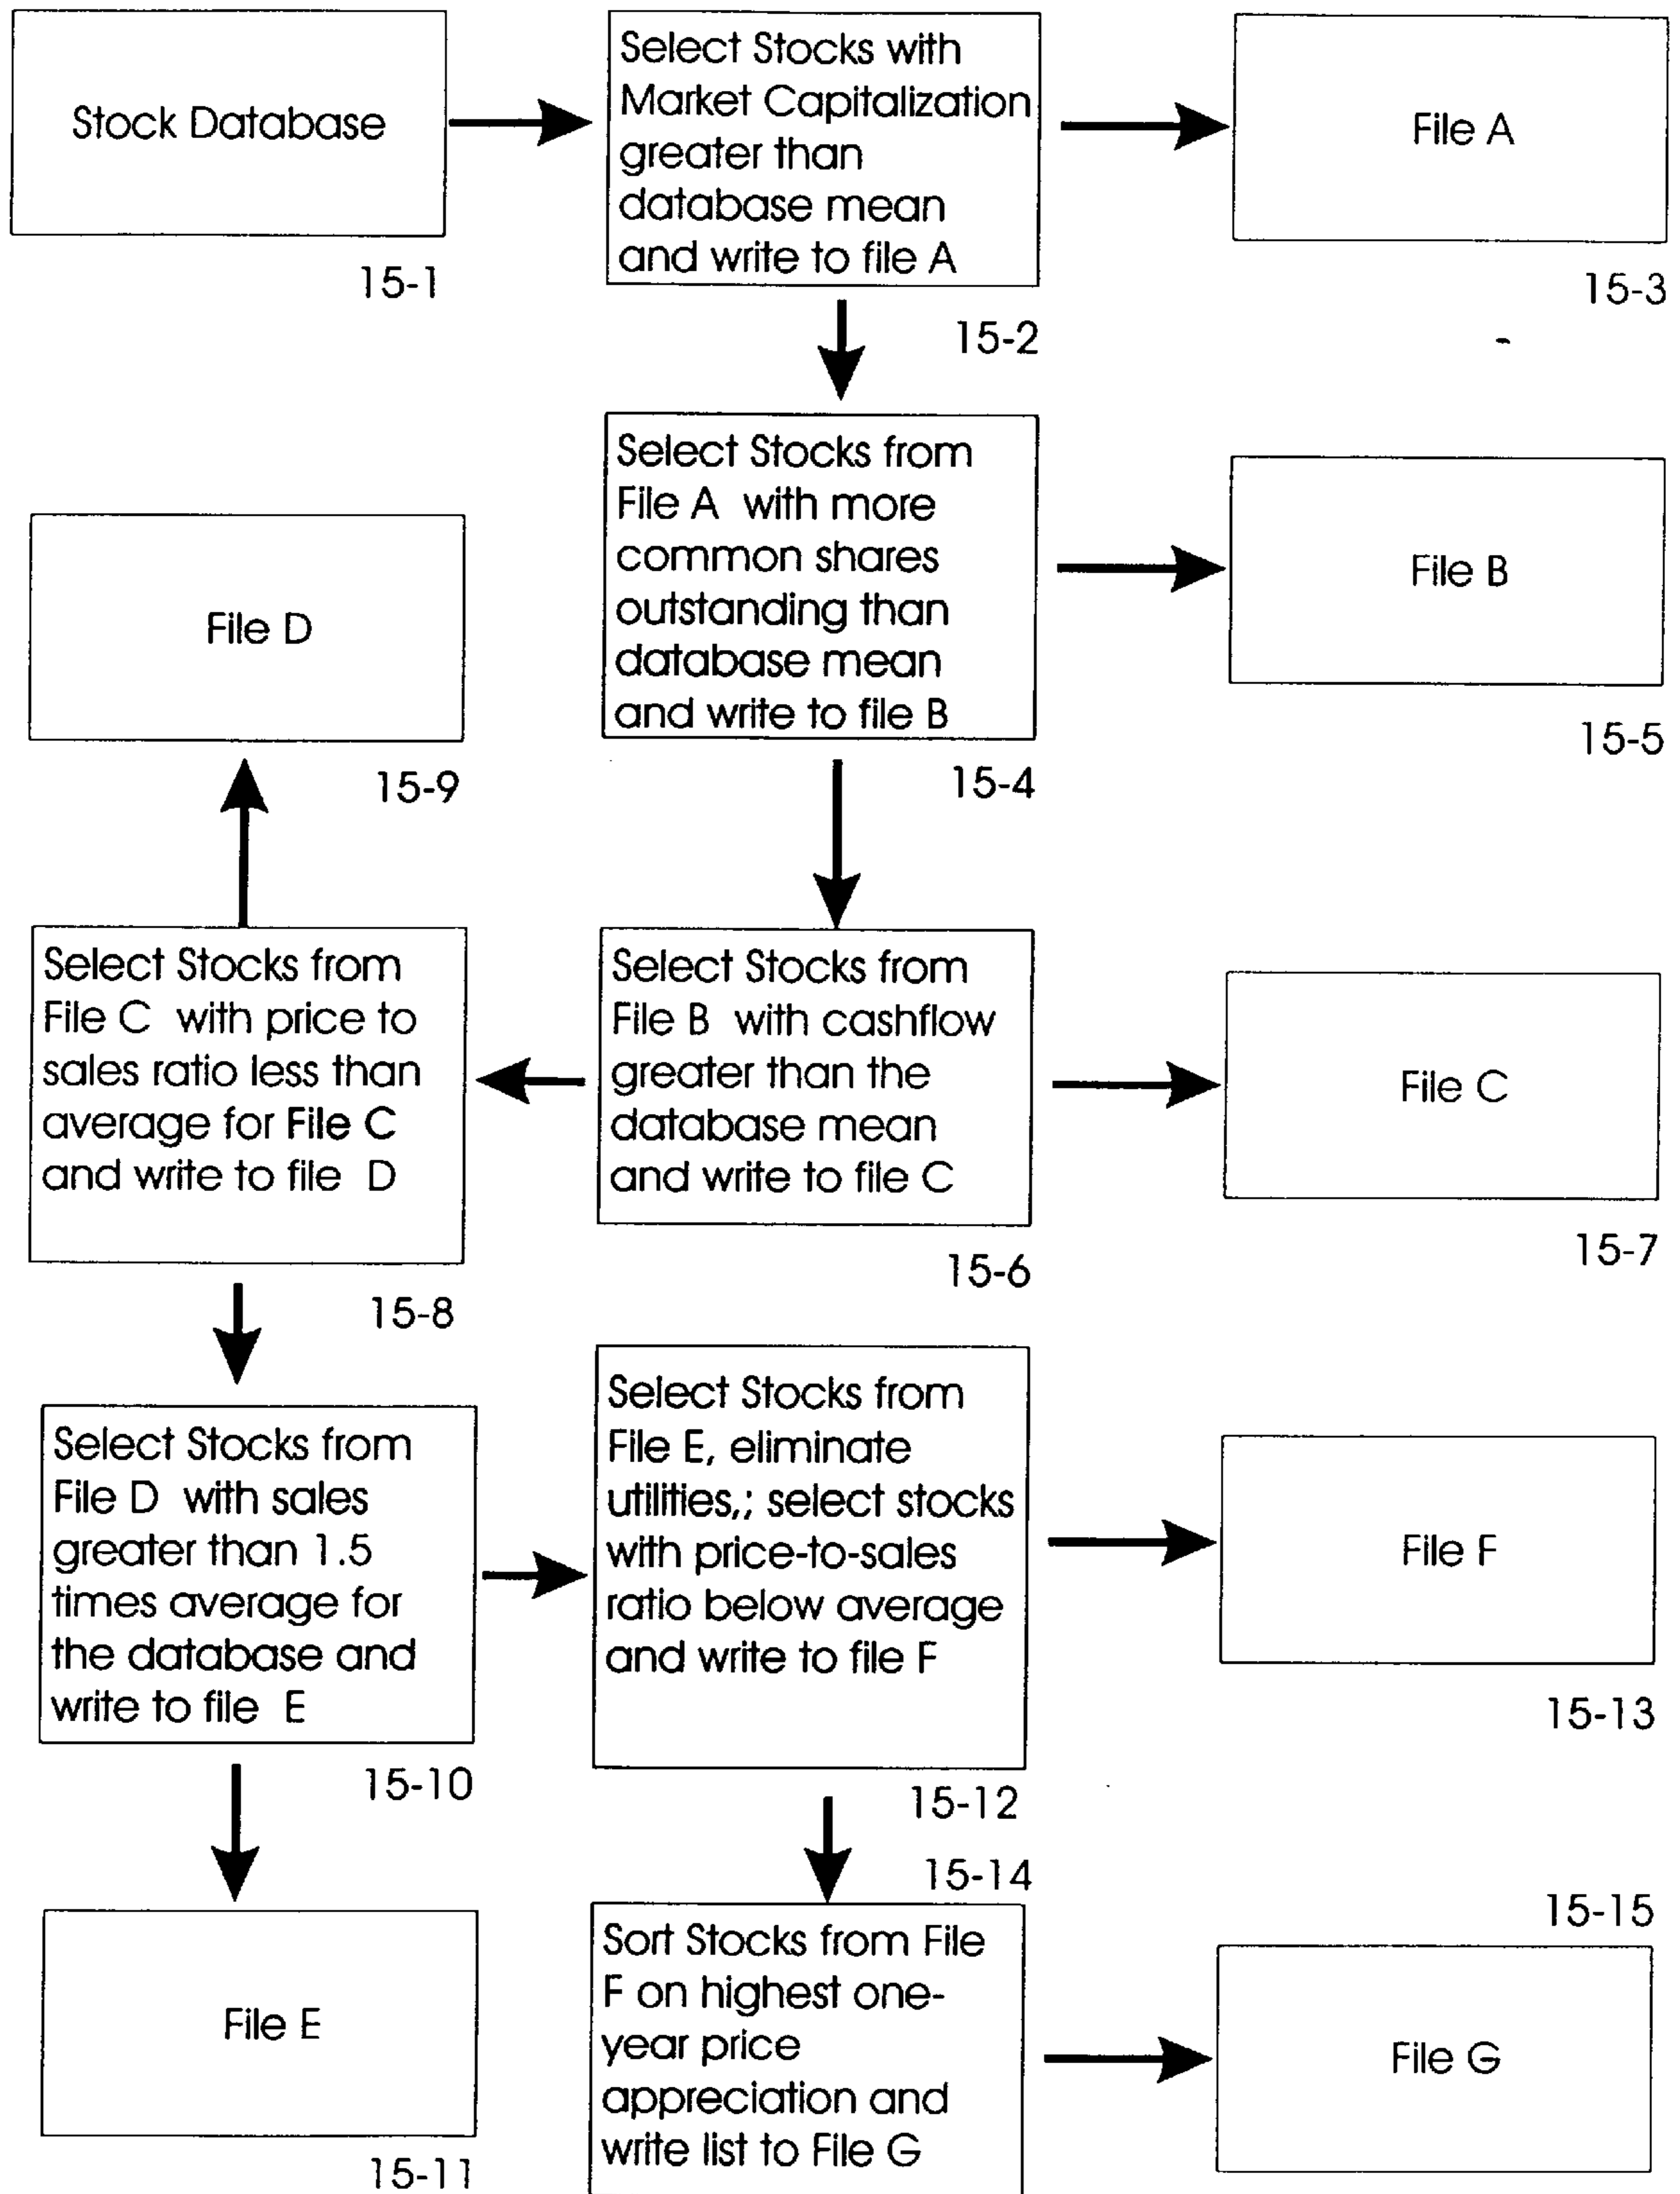 Stock Database
15-1
Select Stocks with
Market Capitalization
greater than
database mean
and write to file A
15-2
File A
15-3
Select Stocks from
File A with more
common shares
outstanding than
database mean
and write to file B
15-4
File B
15-5
File D
15-9
Select Stocks from
File C with price to
sales ratio less than
average for File C
and write to file D
15-8
Select Stocks from
File B with cashflow
greater than the
database mean
and write to file C
15-6
File C
15-7
Select Stocks from
File D with sales
greater than 1.5
times average for
the database and
write to file E
15-10
Select Stocks from
File E, eliminate
utilities,; select stocks
with price-to-sales
ratio below average
and write to file F
15-12
File F
15-13
File E
15-11
15-14
Sort Stocks from File
F on highest one-
year price
appreciation and
write list to File G
15-15
File G